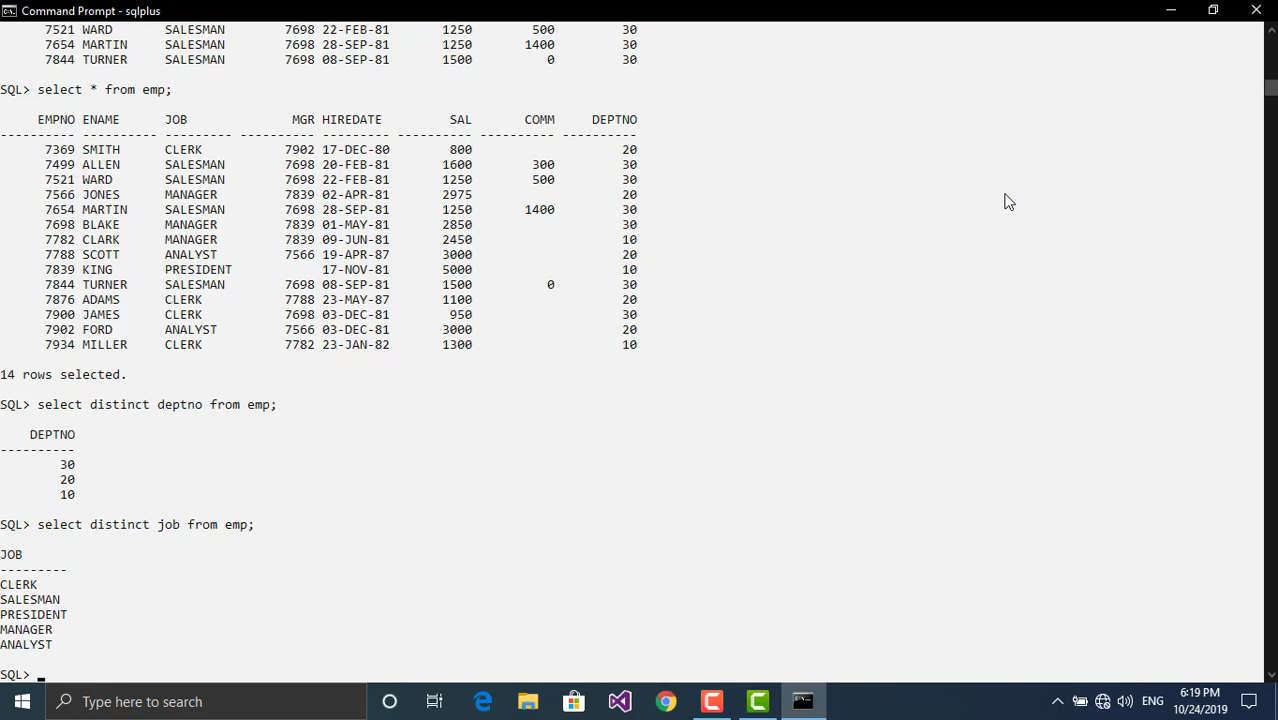 Command Prompt - sqlplus
7521 WARD       SALESMAN        7698 22-FEB-81       1250        500         30
7654 MARTIN     SALESMAN        7698 28-SEP-81       1250       1400         30
7844 TURNER     SALESMAN        7698 08-SEP-81       1500          0         30
SQL> select * from emp;
EMPNO ENAME      JOB              MGR HIREDATE         SAL       COMM     DEPTNO
---------- ---------- --------- ---------- --------- ---------- ---------- ----------
7369 SMITH      CLERK           7902 17-DEC-80        800                    20
7499 ALLEN      SALESMAN        7698 20-FEB-81       1600        300         30
7521 WARD       SALESMAN        7698 22-FEB-81       1250        500         30
7566 JONES      MANAGER         7839 02-APR-81       2975                    20
7654 MARTIN     SALESMAN        7698 28-SEP-81       1250       1400         30
7698 BLAKE      MANAGER         7839 01-MAY-81       2850                    30
7782 CLARK      MANAGER         7839 09-JUN-81       2450                    10
7788 SCOTT      ANALYST         7566 19-APR-87       3000                    20
7839 KING       PRESIDENT            17-NOV-81       5000                    10
7844 TURNER     SALESMAN        7698 08-SEP-81       1500          0         30
7876 ADAMS      CLERK           7788 23-MAY-87       1100                    20
7900 JAMES      CLERK           7698 03-DEC-81        950                    30
7902 FORD       ANALYST         7566 03-DEC-81       3000                    20
7934 MILLER     CLERK           7782 23-JAN-82       1300                    10
14 rows selected.
SQL> select distinct deptno from emp;
DEPTNO
----------
30
20
10
SQL> select distinct job from emp;
JOB
---------
CLERK
SALESMAN
PRESIDENT
MANAGER
ANALYST
SQL>
Type here to search
ENG
6:19 PM
10/24/2019